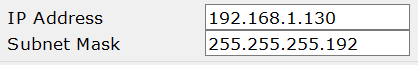 IP Address 192.168.1.130
Subnet Mask 255.255.255.192